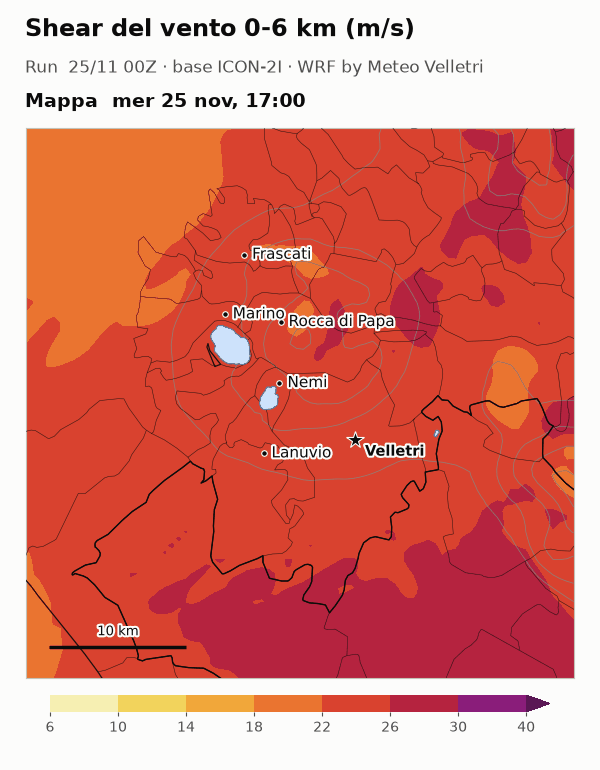 Shear del vento 0-6 km (m/s)
Run 25/11 00Z · base ICON-2I · WRF by Meteo Velletri
Mappa mer 25 nov, 17:00
Frascati
Marino
Rocca di Papa
Nemi
Velletri
Lanuvio
10 km
6 10 14 18 22 26 30 40